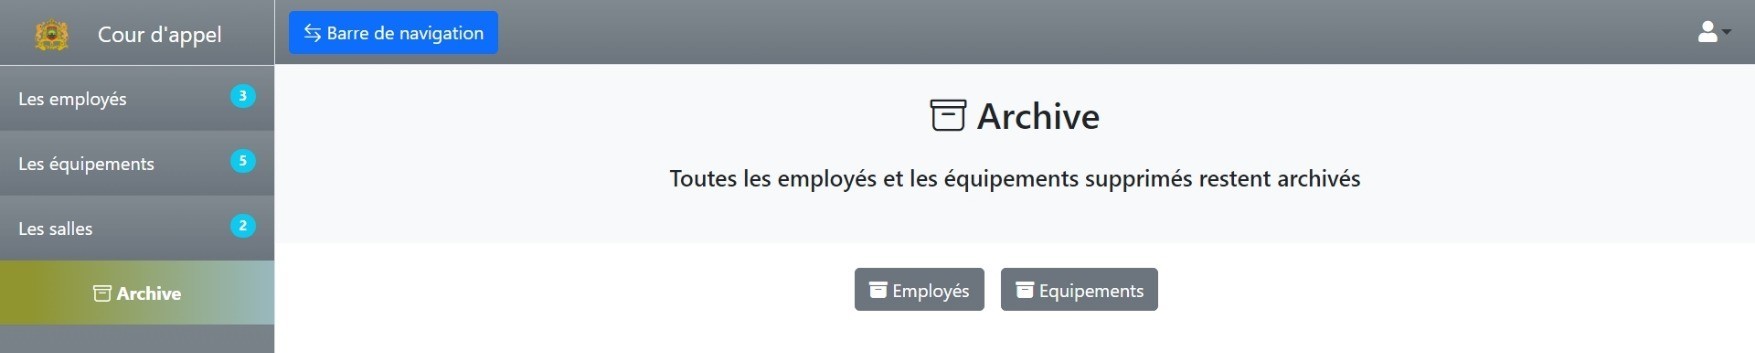 Cour d'appel
Barre de navigation
Les employés 3
Les équipements 5
Les salles 2
Archive
Archive
Toutes les employés et les équipements supprimés restent archivés
Employés
Equipements